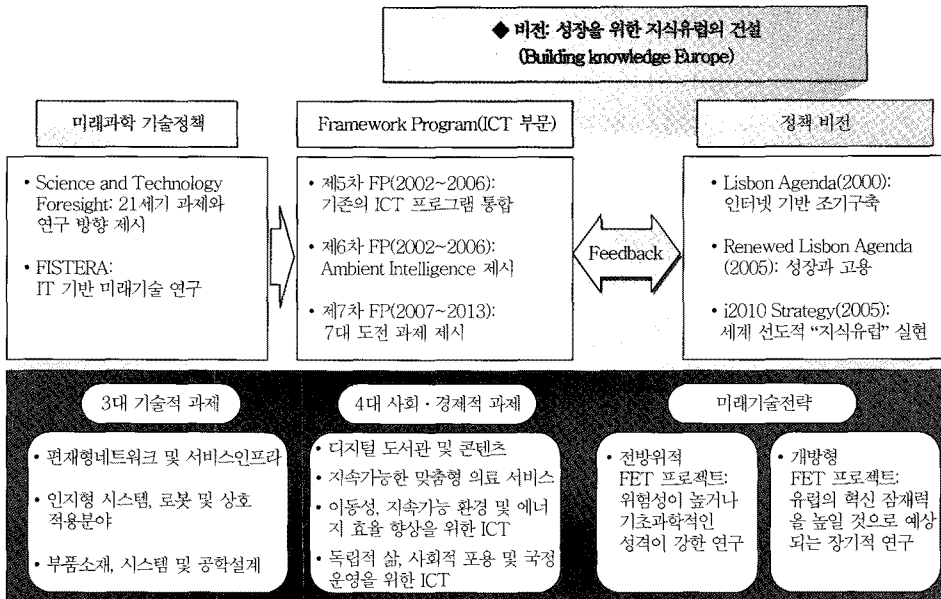 ◆ 비전: 성장을 위한 지식유럽의 건설
(Building knowledge Europe)
미래과학 기술정책
• Science and Technology
Foresight: 21세기 과제와
연구 방향 제시
• FISTERA:
IT 기반 미래기술 연구
Framework Program(ICT 부문)
• 제5차 FP(2002~2006):
기존의 ICT 프로그램 통합
• 제6차 FP(2002~2006):
Ambient Intelligence 제시
• 제7차 FP(2007~2013):
7대 도전 과제 제시
Feedback
정책 비전
• Lisbon Agenda(2000):
인터넷 기반 조기구축
• Renewed Lisbon Agenda
(2005): 성장과 고용
• i2010 Strategy(2005):
세계 선도적 “지식유럽” 실현
3대 기술적 과제
• 편재형네트워크 및 서비스인프라
• 인지형 시스템, 로봇 및 상호
적용분야
• 부품소재, 시스템 및 공학설계
4대 사회 · 경제적 과제
• 디지털 도서관 및 콘텐츠
• 지속가능한 맞춤형 의료 서비스
• 이동성, 지속가능 환경 및 에너
지 효율 향상을 위한 ICT
• 독립적 삶, 사회적 포용 및 국정
운영을 위한 ICT
미래기술전략
• 전방위적
FET 프로젝트:
위험성이 높거나
기초과학적인
성격이 강한 연구
• 개방형
FET 프로젝트:
유럽의 혁신 잠재력
을 높일 것으로 예상
되는 장기적 연구